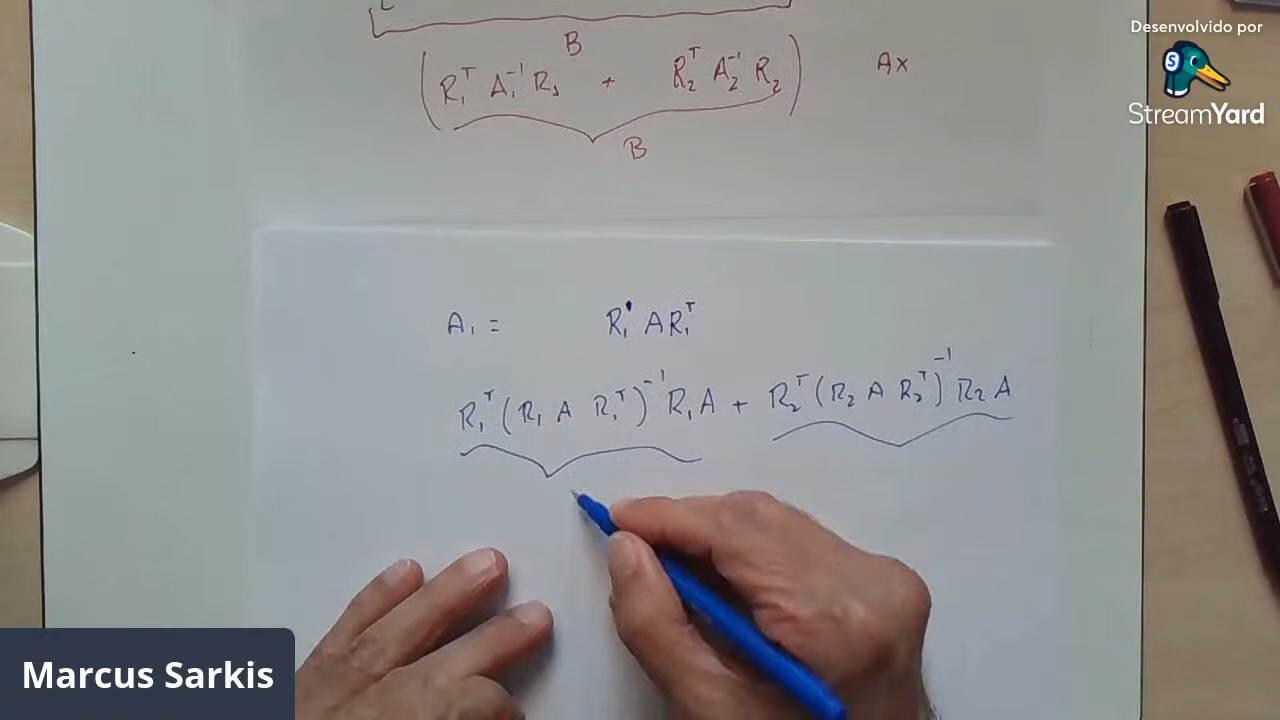 Desenvolvido por
StreamYard
B
(R₁ᵀ A₁⁻¹ R₁ + R₂ᵀ A₂⁻¹ R₂) Ax
B
A₁ = R₁ A R₁ᵀ
R₁ᵀ (R₁ A R₁ᵀ)⁻¹ R₁ A + R₂ᵀ (R₂ A R₂ᵀ)⁻¹ R₂ A
Marcus Sarkis